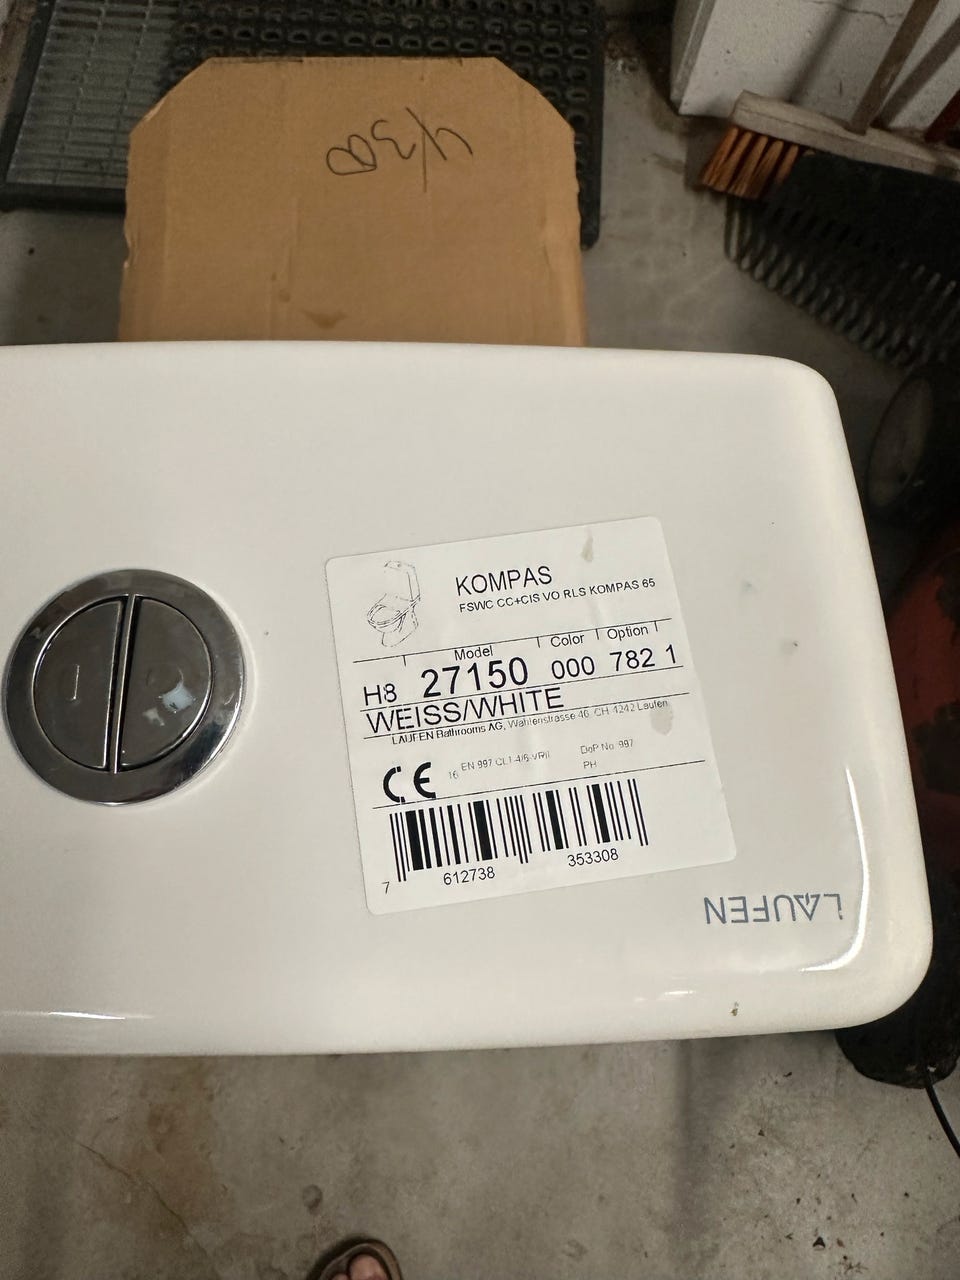 KOMPAS
FSWC CC+CIS VO RLS KOMPAS 65
Model Color Option
H8 27150 000 782 1
WEISS/WHITE
LAUFEN Bathrooms AG, Wahlenstrasse 46, CH 4242 Laufen
CE 16 EN 997 CL1-4/6-VRII DoP No. 997
PH
7 612738 353308
LAUFEN